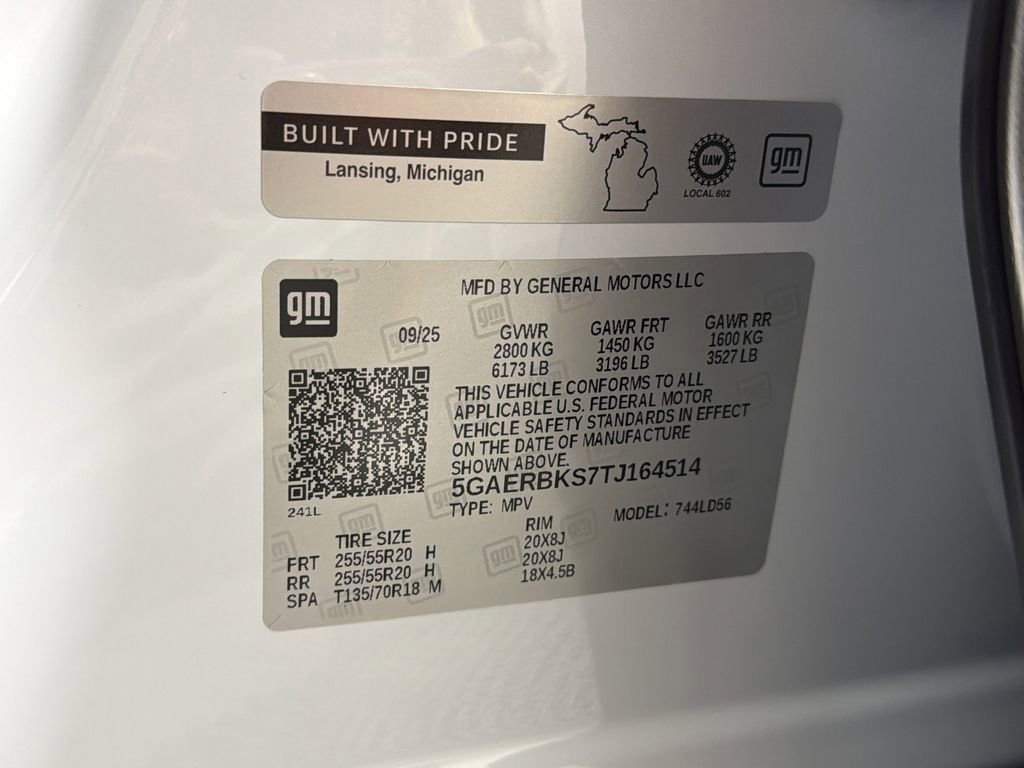 BUILT WITH PRIDE
Lansing, Michigan
UAW
LOCAL 602
gm
gm
MFD BY GENERAL MOTORS LLC
09/25
GVWR
2800 KG
6173 LB
GAWR FRT
1450 KG
3196 LB
GAWR RR
1600 KG
3527 LB
THIS VEHICLE CONFORMS TO ALL
APPLICABLE U.S. FEDERAL MOTOR
VEHICLE SAFETY STANDARDS IN EFFECT
ON THE DATE OF MANUFACTURE
SHOWN ABOVE.
5GAERBKS7TJ164514
241L
TYPE: MPV MODEL: 744LD56
TIRE SIZE RIM
FRT 255/55R20 H 20X8J
RR 255/55R20 H 20X8J
SPA T135/70R18 M 18X4.5B